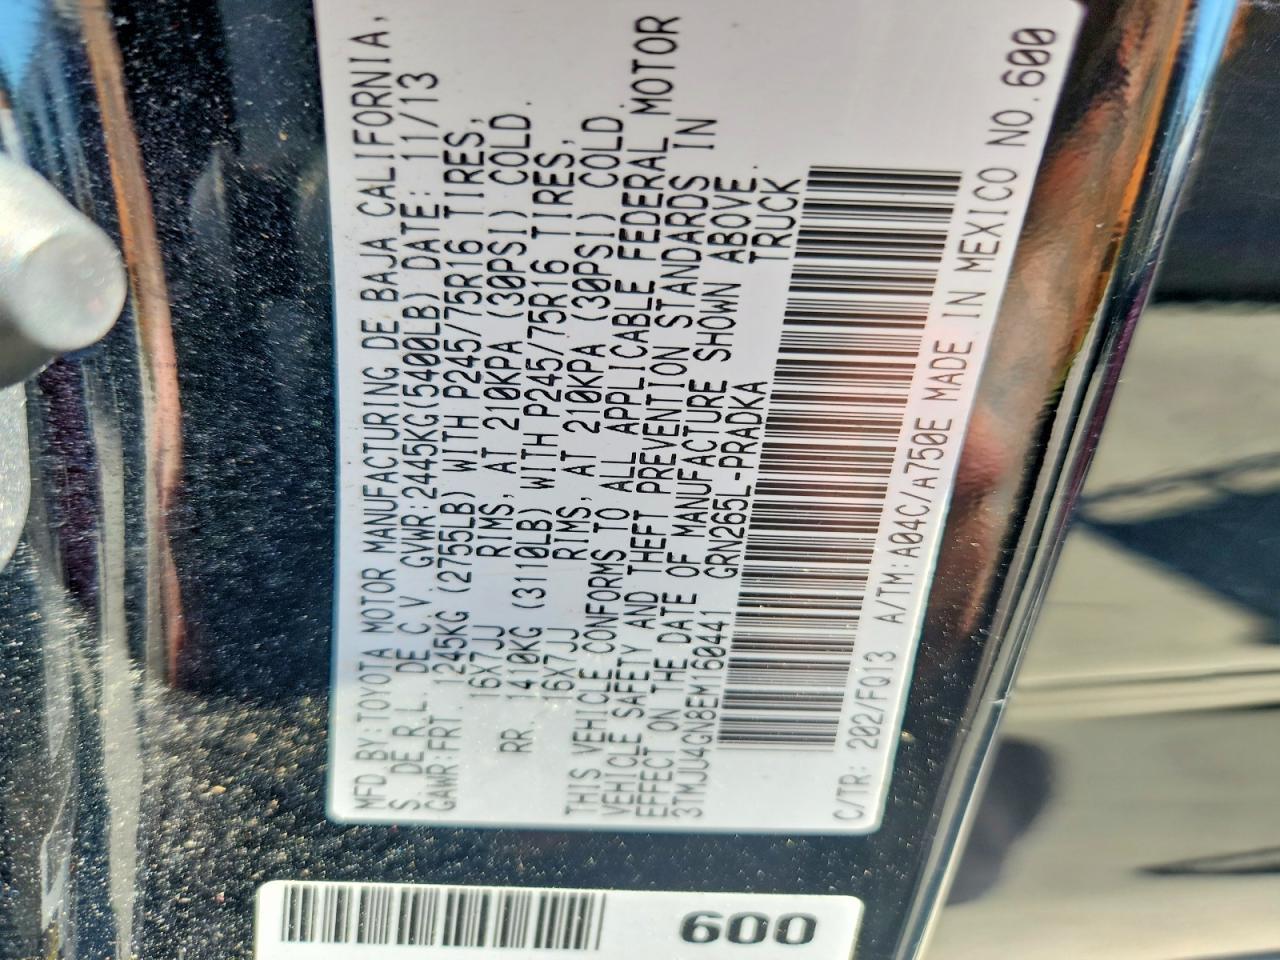 MFD BY:TOYOTA MOTOR MANUFACTURING DE BAJA CALIFORNIA,
S. DE R.L. DE C.V. GVWR:2445KG(5400LB) DATE: 11/13
GAWR:FRT. 1245KG (2755LB) WITH P245/75R16 TIRES,
16X7JJ RIMS, AT 210KPA (30PSI) COLD.
RR 1410KG (3110LB) WITH P245/75R16 TIRES,
16X7JJ RIMS, AT 210KPA (30PSI) COLD.
THIS VEHICLE CONFORMS TO ALL APPLICABLE FEDERAL MOTOR
VEHICLE SAFETY AND THEFT PREVENTION STANDARDS IN
EFFECT ON THE DATE OF MANUFACTURE SHOWN ABOVE.
3TMJU4GN8EM160441 GRN265L-PRADKA TRUCK
C/TR: 202/FQ13 A/TM:A04C/A750E MADE IN MEXICO NO.600
600